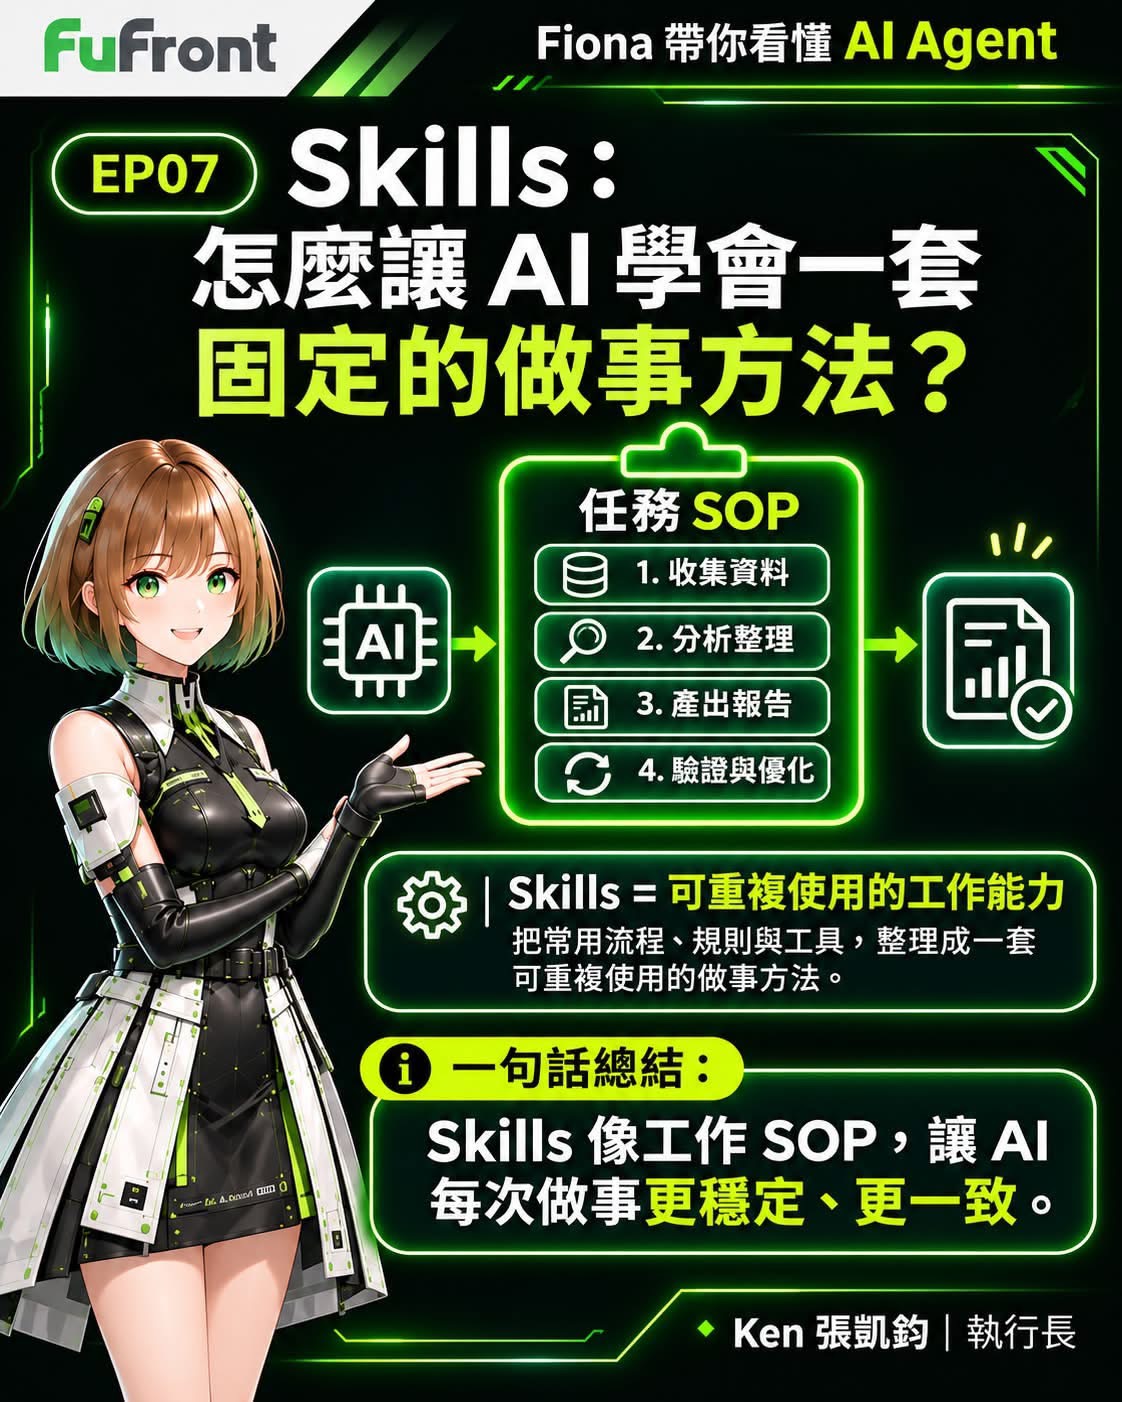 FuFront
Fiona 帶你看懂 AI Agent
EP07
Skills：
怎麼讓 AI 學會一套
固定的做事方法？
任務 SOP
1. 收集資料
2. 分析整理
3. 產出報告
4. 驗證與優化
AI
Skills = 可重複使用的工作能力
把常用流程、規則與工具，整理成一套
可重複使用的做事方法。
一句話總結：
Skills 像工作 SOP，讓 AI
每次做事更穩定、更一致。
Ken 張凱鈞｜執行長